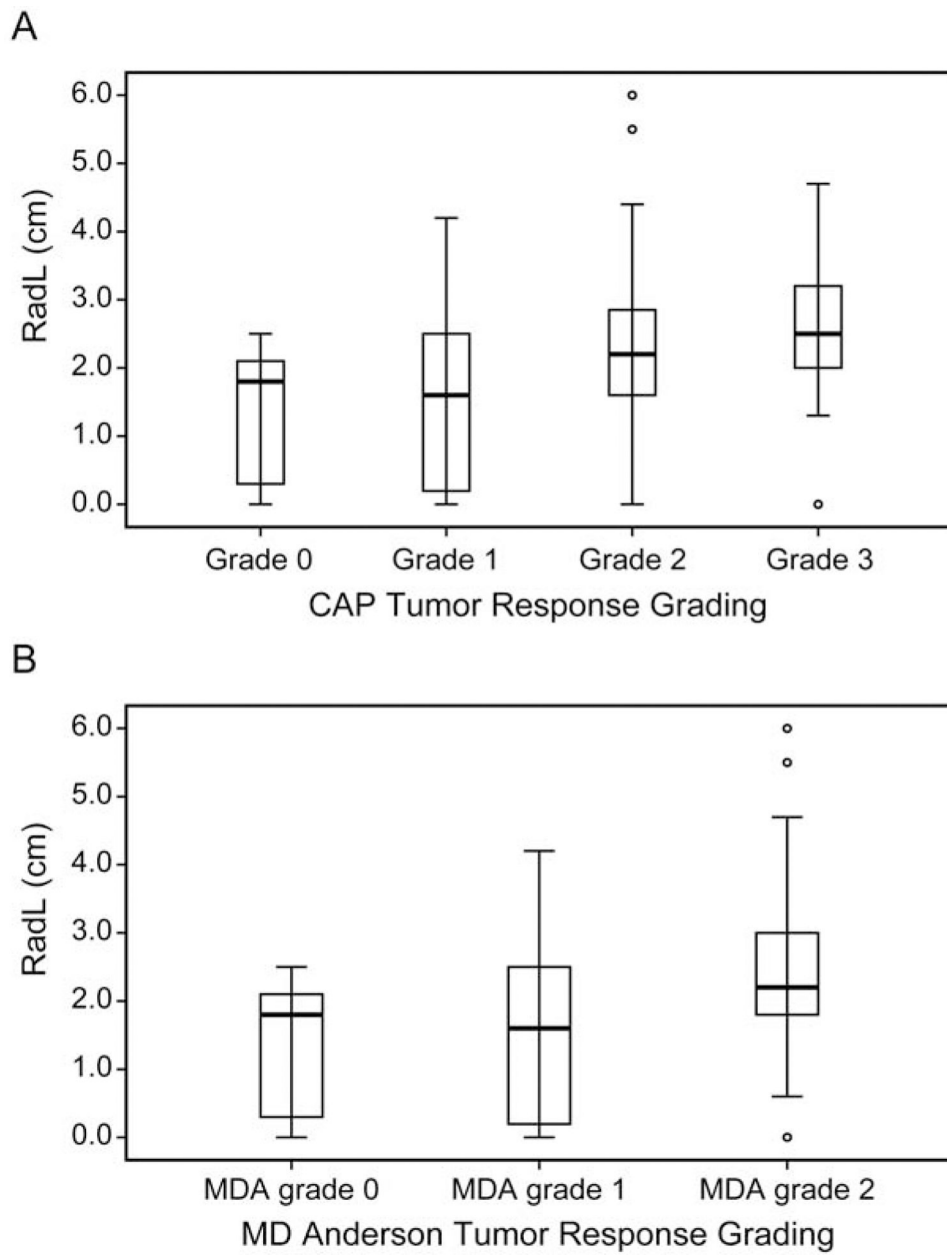 A
6.0
5.0
4.0
3.0
2.0
1.0
0.0
RadL (cm)
Grade 0 Grade 1 Grade 2 Grade 3
CAP Tumor Response Grading
B
6.0
5.0
4.0
3.0
2.0
1.0
0.0
RadL (cm)
MDA grade 0 MDA grade 1 MDA grade 2
MD Anderson Tumor Response Grading